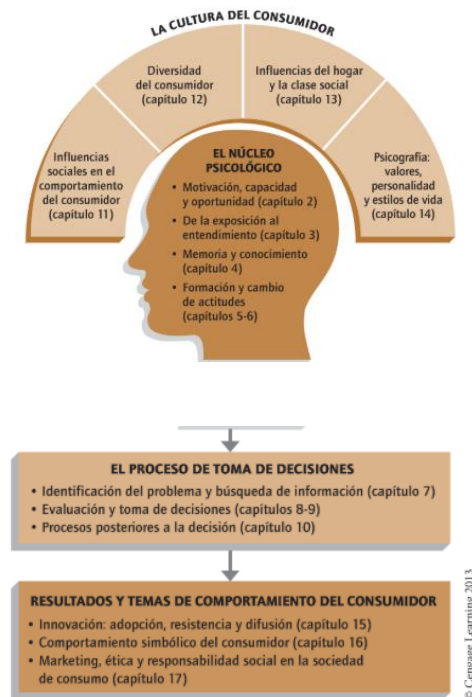 LA CULTURA DEL CONSUMIDOR
Influencias
sociales en el
comportamiento
del consumidor
(capítulo 11)
Diversidad
del consumidor
(capítulo 12)
Influencias del hogar
y la clase social
(capítulo 13)
Psicografía:
valores,
personalidad
y estilos de vida
(capítulo 14)
EL NÚCLEO
PSICOLÓGICO
• Motivación, capacidad
y oportunidad (capítulo 2)
• De la exposición al
entendimiento (capítulo 3)
• Memoria y conocimiento
(capítulo 4)
• Formación y cambio
de actitudes
(capítulos 5-6)
EL PROCESO DE TOMA DE DECISIONES
• Identificación del problema y búsqueda de información (capítulo 7)
• Evaluación y toma de decisiones (capítulos 8-9)
• Procesos posteriores a la decisión (capítulo 10)
RESULTADOS Y TEMAS DE COMPORTAMIENTO DEL CONSUMIDOR
• Innovación: adopción, resistencia y difusión (capítulo 15)
• Comportamiento simbólico del consumidor (capítulo 16)
• Marketing, ética y responsabilidad social en la sociedad
de consumo (capítulo 17)
© Cengage Learning 2013